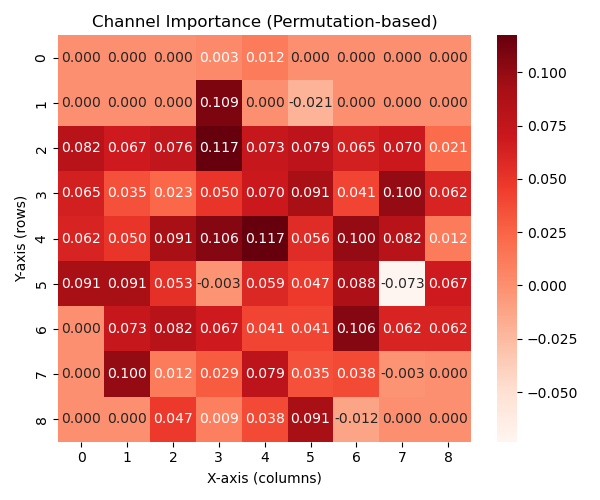 Channel Importance (Permutation-based)
0 0.000 0.000 0.000 0.003 0.012 0.000 0.000 0.000 0.000
1 0.000 0.000 0.000 0.109 0.000 -0.021 0.000 0.000 0.000
2 0.082 0.067 0.076 0.117 0.073 0.079 0.065 0.070 0.021
3 0.065 0.035 0.023 0.050 0.070 0.091 0.041 0.100 0.062
4 0.062 0.050 0.091 0.106 0.117 0.056 0.100 0.082 0.012
5 0.091 0.091 0.053 -0.003 0.059 0.047 0.088 -0.073 0.067
6 0.000 0.073 0.082 0.067 0.041 0.041 0.106 0.062 0.062
7 0.000 0.100 0.012 0.029 0.079 0.035 0.038 -0.003 0.000
8 0.000 0.000 0.047 0.009 0.038 0.091 -0.012 0.000 0.000
0 1 2 3 4 5 6 7 8
X-axis (columns)
Y-axis (rows)
0.100
0.075
0.050
0.025
0.000
−0.025
−0.050